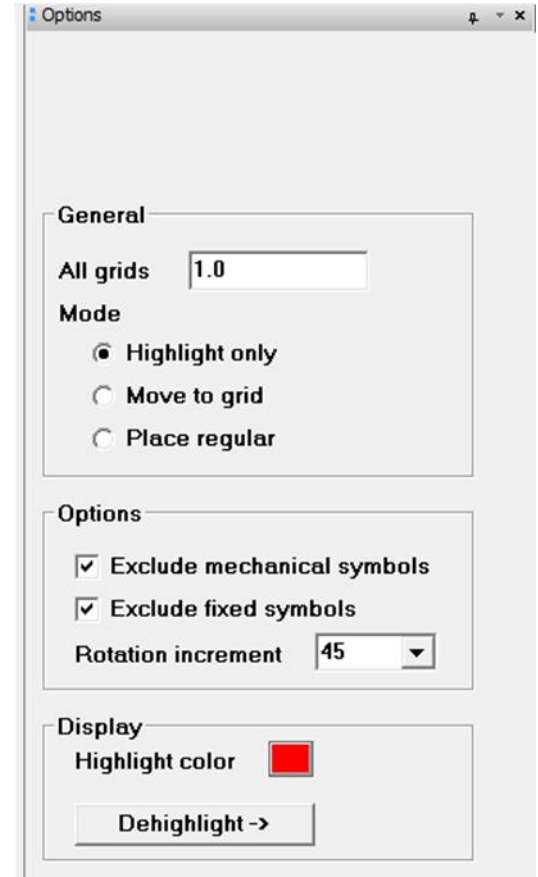 Options
General
All grids 1.0
Mode
Highlight only
Move to grid
Place regular
Options
Exclude mechanical symbols
Exclude fixed symbols
Rotation increment 45
Display
Highlight color
Dehighlight ->